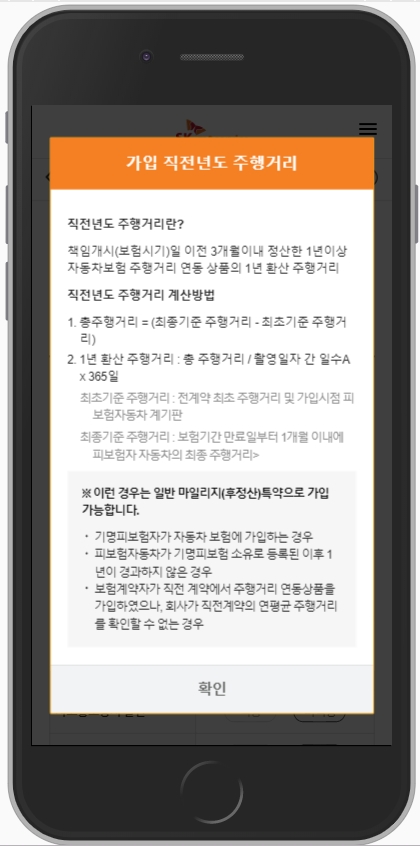 가입 직전년도 주행거리
직전년도 주행거리란?
책임개시(보험시기)일 이전 3개월이내 정산한 1년이상
자동차보험 주행거리 연동 상품의 1년 환산 주행거리
직전년도 주행거리 계산방법
1. 총주행거리 = (최종기준 주행거리 - 최초기준 주행거
리)
2. 1년 환산 주행거리 : 총 주행거리 / 촬영일자 간 일수A
x 365일
최초기준 주행거리 : 전계약 최초 주행거리 및 가입시점 피
보험자동차 계기판
최종기준 주행거리 : 보험기간 만료일부터 1개월 이내에
피보험자 자동차의 최종 주행거리>
※ 이런 경우는 일반 마일리지(후정산)특약으로 가입
가능합니다.
· 기명피보험자가 자동차 보험에 가입하는 경우
· 피보험자동차가 기명피보험 소유로 등록된 이후 1
년이 경과하지 않은 경우
· 보험계약자가 직전 계약에서 주행거리 연동상품를
가입하였으나, 회사가 직전계약의 연평균 주행거리
를 확인할 수 없는 경우
확인